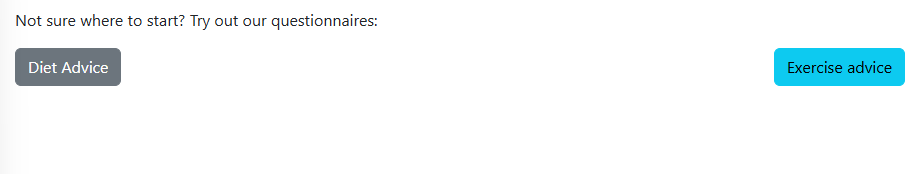 Not sure where to start? Try out our questionnaires:
Diet Advice
Exercise advice